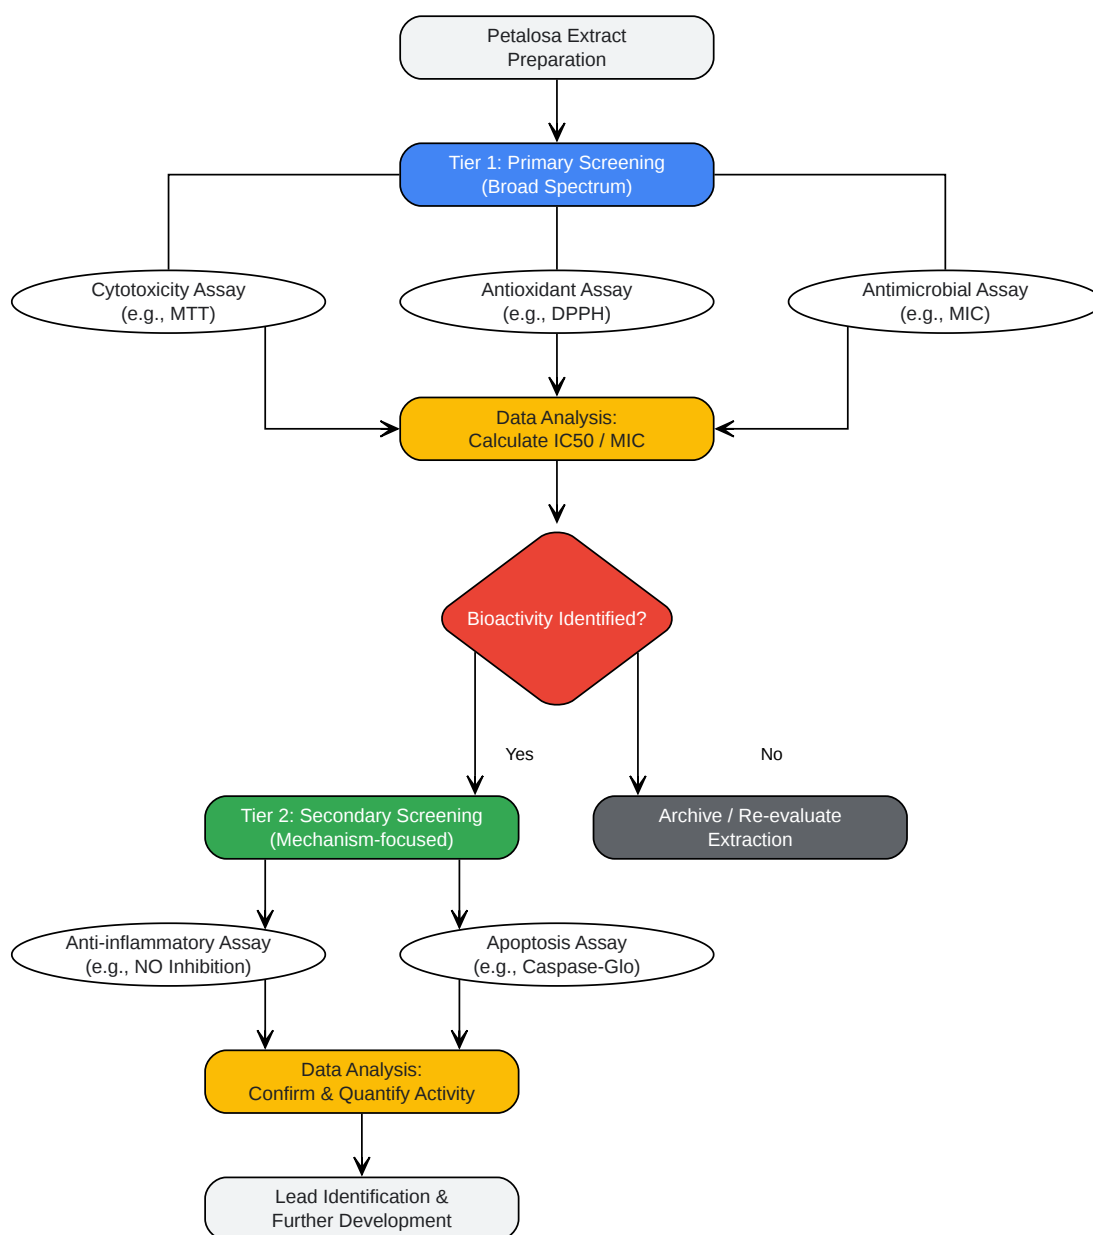 Petalosa Extract
Preparation
Tier 1: Primary Screening
(Broad Spectrum)
Cytotoxicity Assay
(e.g., MTT)
Antioxidant Assay
(e.g., DPPH)
Antimicrobial Assay
(e.g., MIC)
Data Analysis:
Calculate IC50 / MIC
Bioactivity Identified?
Yes
No
Tier 2: Secondary Screening
(Mechanism-focused)
Archive / Re-evaluate
Extraction
Anti-inflammatory Assay
(e.g., NO Inhibition)
Apoptosis Assay
(e.g., Caspase-Glo)
Data Analysis:
Confirm & Quantify Activity
Lead Identification &
Further Development